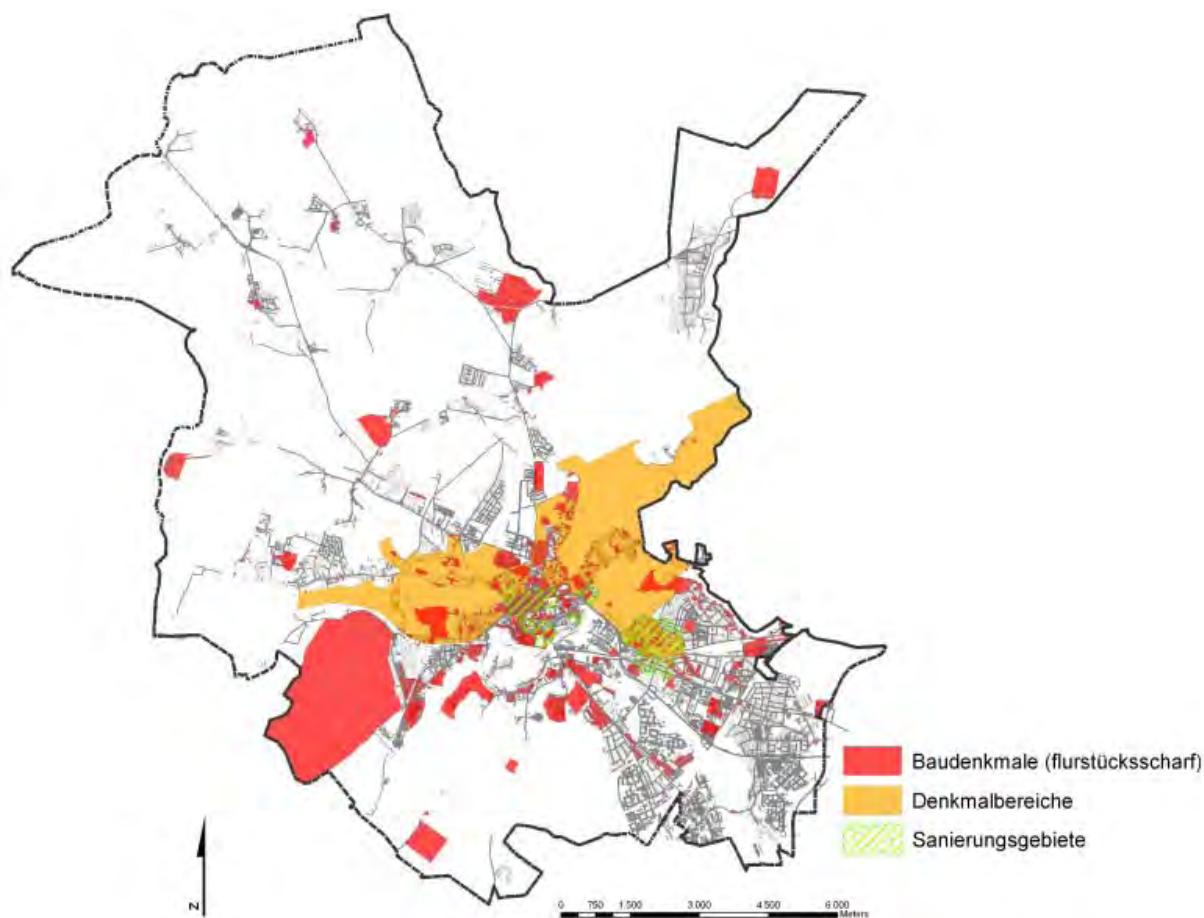 Baudenkmale (flurstücksscharf)
Denkmalbereiche
Sanierungsgebiete
N
0 750 1.500 3.000 4.500 6.000
Meters